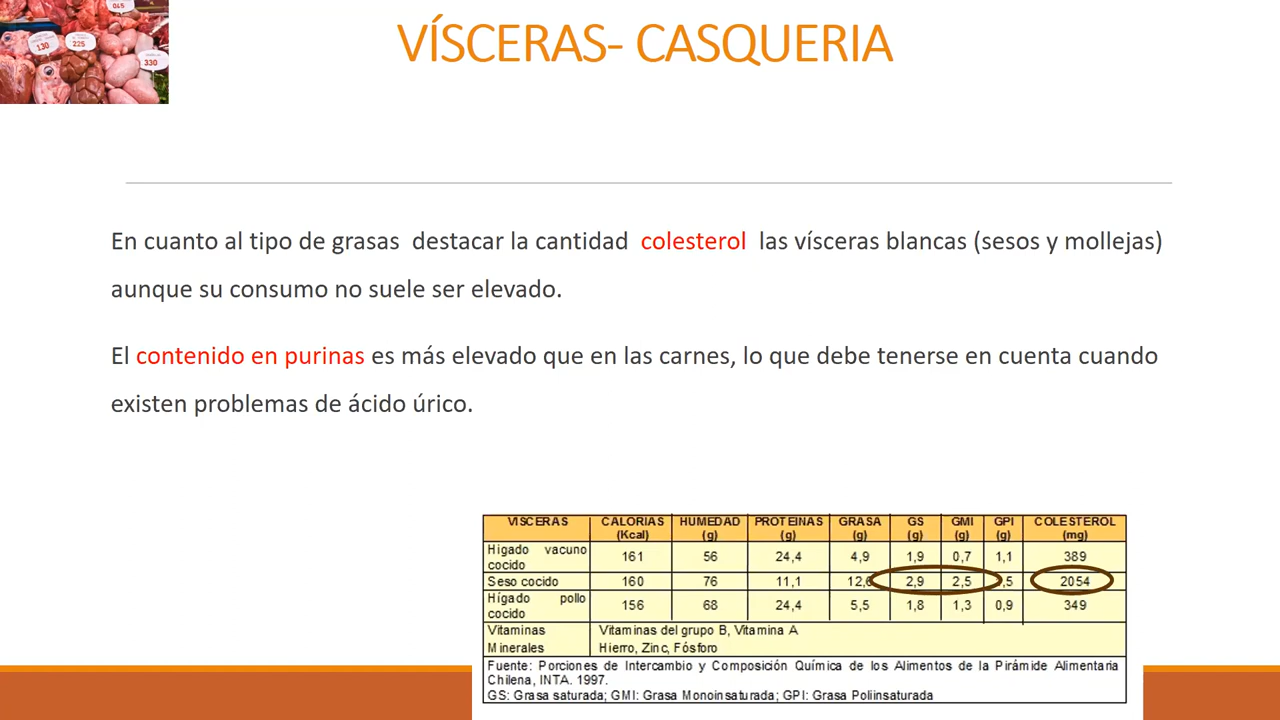 045
130
225
330
VÍSCERAS- CASQUERIA
En cuanto al tipo de grasas destacar la cantidad colesterol las vísceras blancas (sesos y mollejas)
aunque su consumo no suele ser elevado.
El contenido en purinas es más elevado que en las carnes, lo que debe tenerse en cuenta cuando
existen problemas de ácido úrico.
VISCERAS CALORIAS (Kcal) HUMEDAD (g) PROTEINAS (g) GRASA (g) GS (g) GMI (g) GPI (g) COLESTEROL (mg)
Higado vacuno cocido 161 56 24,4 4,9 1,9 0,7 1,1 389
Seso cocido 160 76 11,1 2,9 2,5 2054
Hígado pollo cocido 156 68 24,4 5,5 1,8 1,3 0,9 349
Vitaminas Vitaminas del grupo B, Vitamina A
Minerales Hierro, Zinc, Fósforo
Fuente: Porciones de Intercambio y Composición Química de los Alimentos de la Pirámide Alimentaria
Chilena, INTA. 1997.
GS: Grasa saturada; GMI: Grasa Monoinsaturada; GPI: Grasa Poliinsaturada